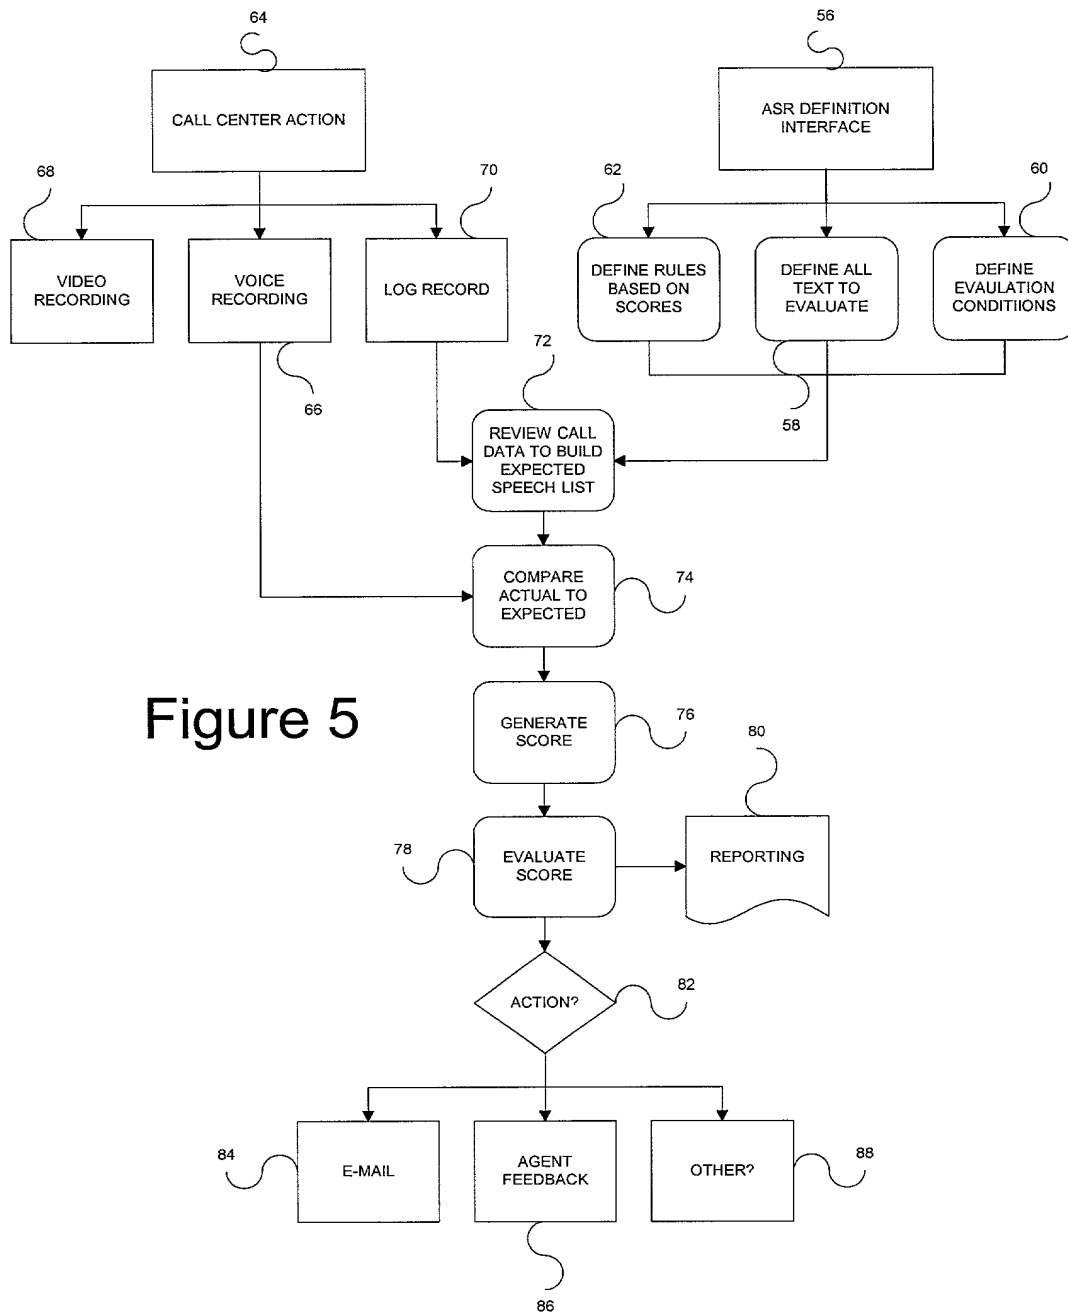 64
56
CALL CENTER ACTION
ASR DEFINITION
INTERFACE
68
70
62
60
VIDEO
RECORDING
VOICE
RECORDING
LOG RECORD
DEFINE RULES
BASED ON
SCORES
DEFINE ALL
TEXT TO
EVALUATE
DEFINE
EVAULATION
CONDITIIONS
72
66
58
REVIEW CALL
DATA TO BUILD
EXPECTED
SPEECH LIST
COMPARE
ACTUAL TO
EXPECTED
74
Figure 5
GENERATE
SCORE
76
80
78
EVALUATE
SCORE
REPORTING
ACTION?
82
84
E-MAIL
AGENT
FEEDBACK
OTHER?
88
86